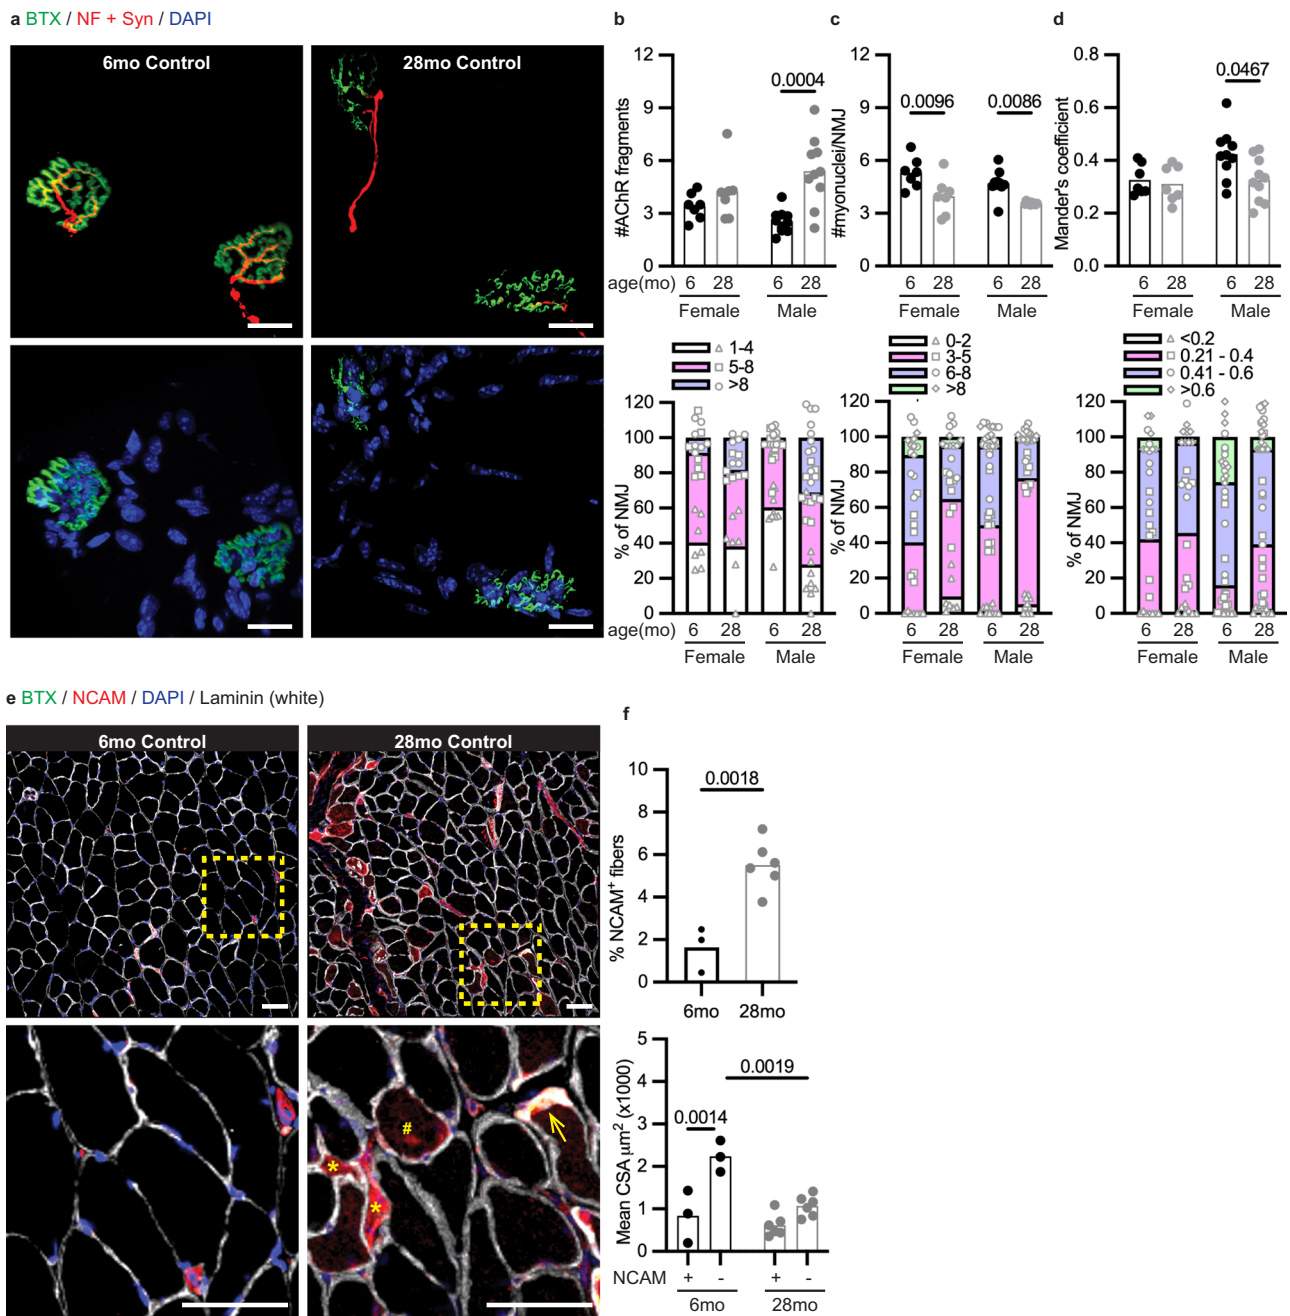 a BTX / NF + Syn / DAPI
6mo Control
28mo Control
b
#AChR fragments
12
9
6
3
0
0.0004
age(mo)
6 28 6 28
Female Male
c
#myonuclei/NMJ
12
9
6
3
0
0.0096
0.0086
6 28 6 28
Female Male
d
Mander's coefficient
0.8
0.6
0.4
0.2
0.0
0.0467
6 28 6 28
Female Male
1-4
5-8
>8
% of NMJ
120
100
80
60
40
20
0
age(mo)
6 28 6 28
Female Male
0-2
3-5
6-8
>8
% of NMJ
120
100
80
60
40
20
0
6 28 6 28
Female Male
<0.2
0.21 - 0.4
0.41 - 0.6
>0.6
% of NMJ
120
100
80
60
40
20
0
6 28 6 28
Female Male
e BTX / NCAM / DAPI / Laminin (white)
6mo Control
28mo Control
#
*
*
f
% NCAM+ fibers
10
8
6
4
2
0
0.0018
6mo 28mo
Mean CSA μm² (x1000)
5
4
3
2
1
0
0.0014
0.0019
NCAM + - + -
6mo 28mo